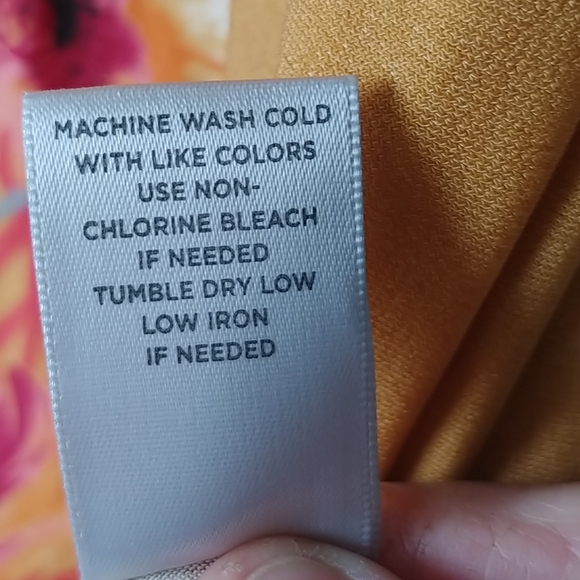 MACHINE WASH COLD
WITH LIKE COLORS
USE NON-
CHLORINE BLEACH
IF NEEDED
TUMBLE DRY LOW
LOW IRON
IF NEEDED